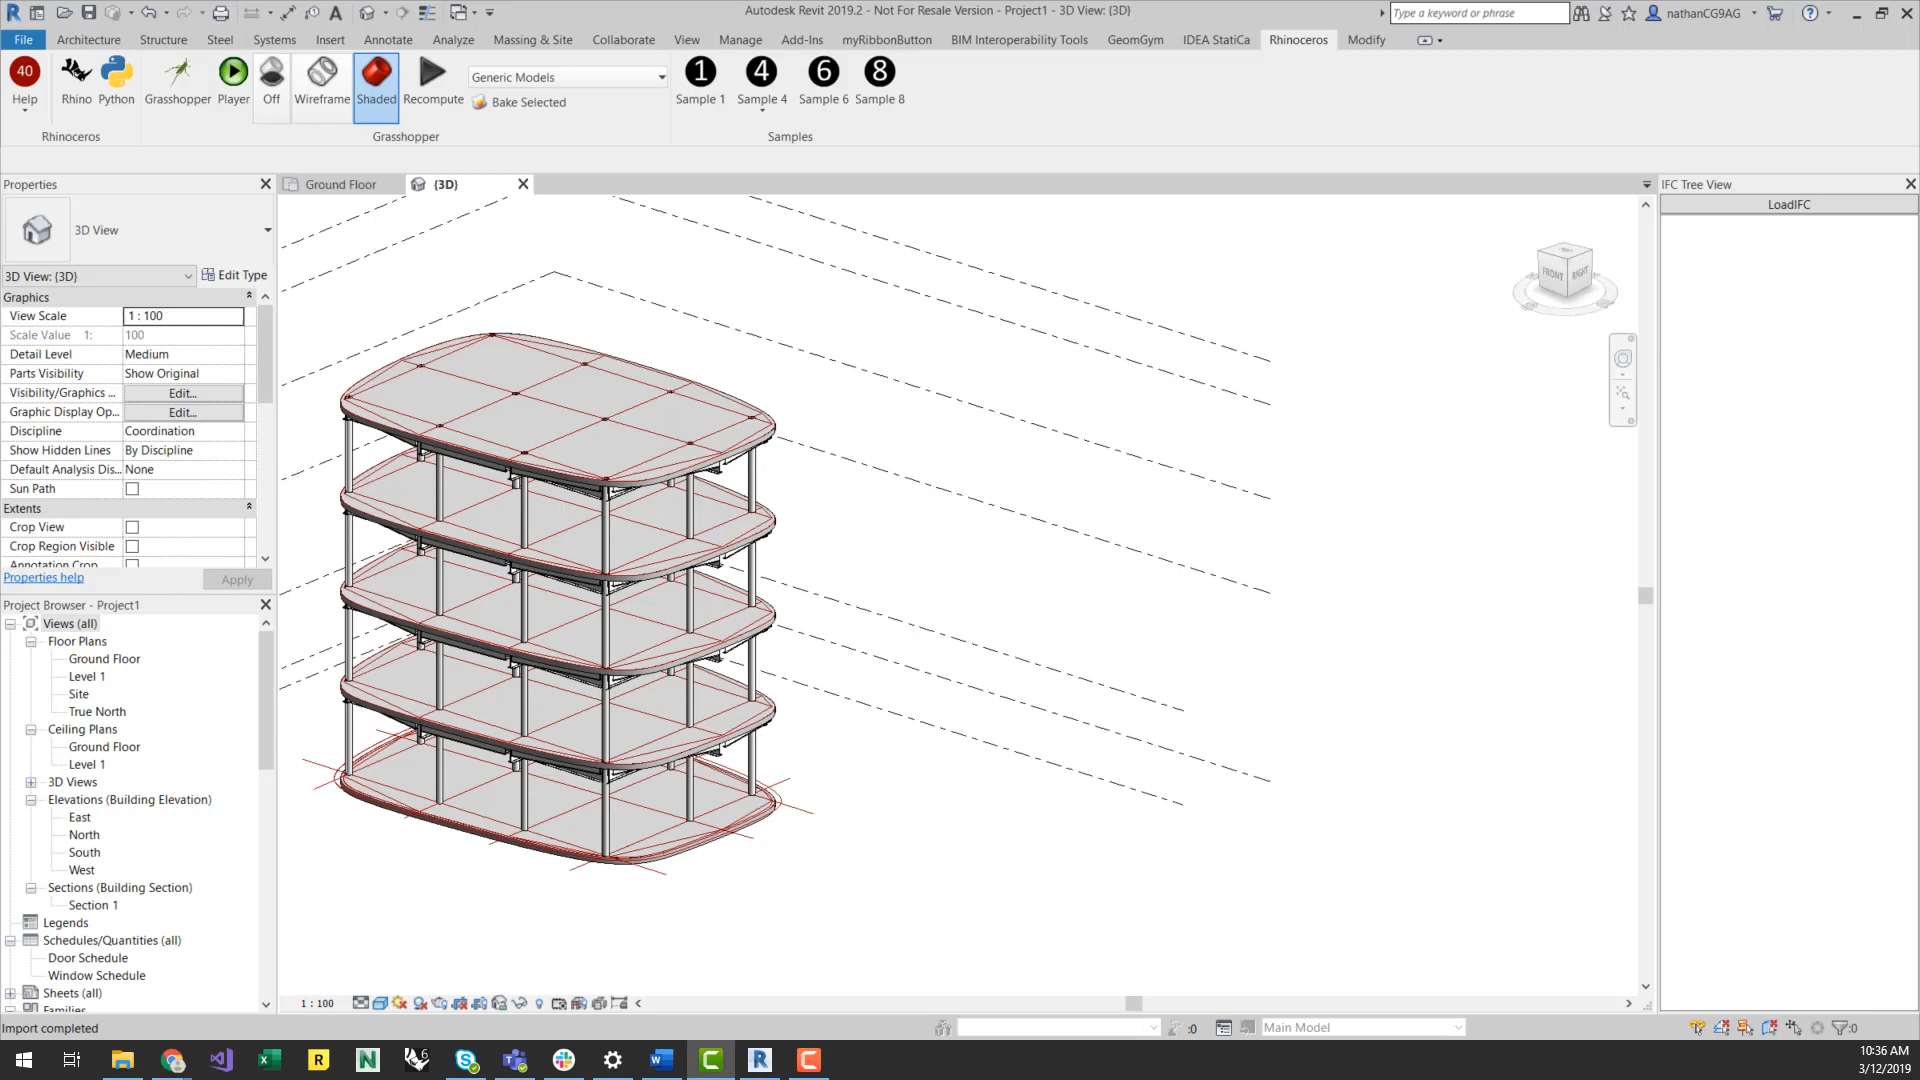 Autodesk Revit 2019.2 - Not For Resale Version - Project1 - 3D View: {3D}
Type a keyword or phrase
nathanCG9AG
File Architecture Structure Steel Systems Insert Annotate Analyze Massing & Site Collaborate View Manage Add-Ins myRibbonButton BIM Interoperability Tools GeomGym IDEA StatiCa Rhinoceros Modify
40
Help
Rhino
Python
Grasshopper
Player
Off
Wireframe
Shaded
Recompute
Generic Models
Bake Selected
1 4 6 8
Sample 1 Sample 4 Sample 6 Sample 8
Rhinoceros Grasshopper Samples
Properties
3D View
3D View: {3D} Edit Type
Graphics
View Scale 1 : 100
Scale Value 1: 100
Detail Level Medium
Parts Visibility Show Original
Visibility/Graphics ... Edit...
Graphic Display Op... Edit...
Discipline Coordination
Show Hidden Lines By Discipline
Default Analysis Dis... None
Sun Path
Extents
Crop View
Crop Region Visible
Annotation Crop
Properties help Apply
Project Browser - Project1
Views (all)
Floor Plans
Ground Floor
Level 1
Site
True North
Ceiling Plans
Ground Floor
Level 1
3D Views
Elevations (Building Elevation)
East
North
South
West
Sections (Building Section)
Section 1
Legends
Schedules/Quantities (all)
Door Schedule
Window Schedule
Sheets (all)
Families
Ground Floor {3D}
FRONT RIGHT
IFC Tree View
LoadIFC
1 : 100
Import completed
:0
Main Model
:0
10:36 AM
3/12/2019